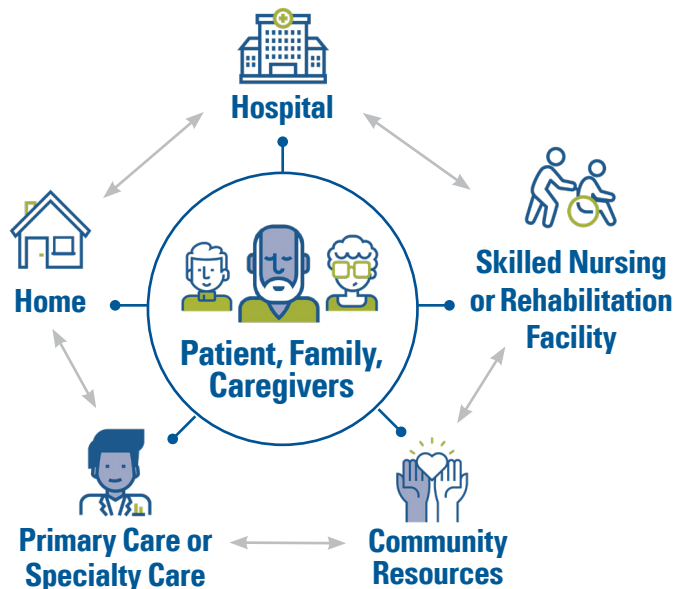 Hospital
Home
Skilled Nursing
or Rehabilitation
Facility
Patient, Family,
Caregivers
Primary Care or
Specialty Care
Community
Resources